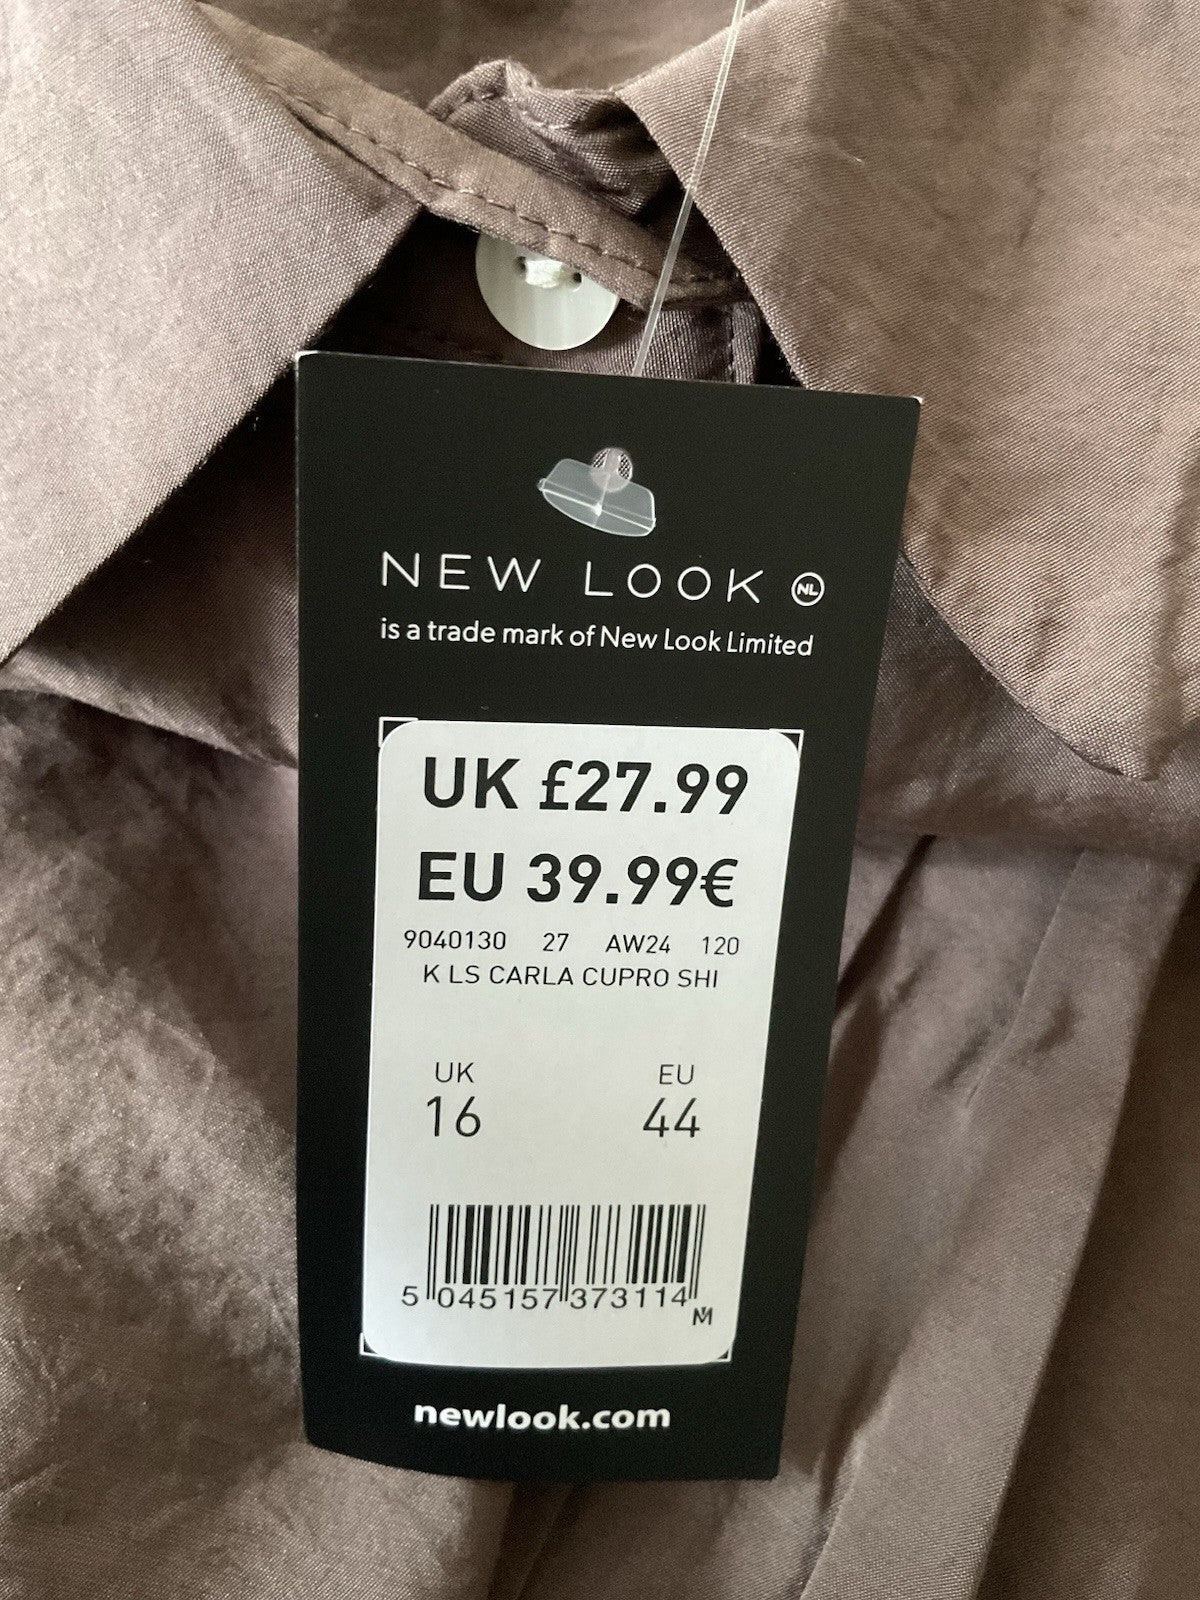 NEW LOOK NL
is a trade mark of New Look Limited
UK £27.99
EU 39.99€
9040130 27 AW24 120
K LS CARLA CUPRO SHI
UK EU
16 44
5 045157 373114
M
newlook.com